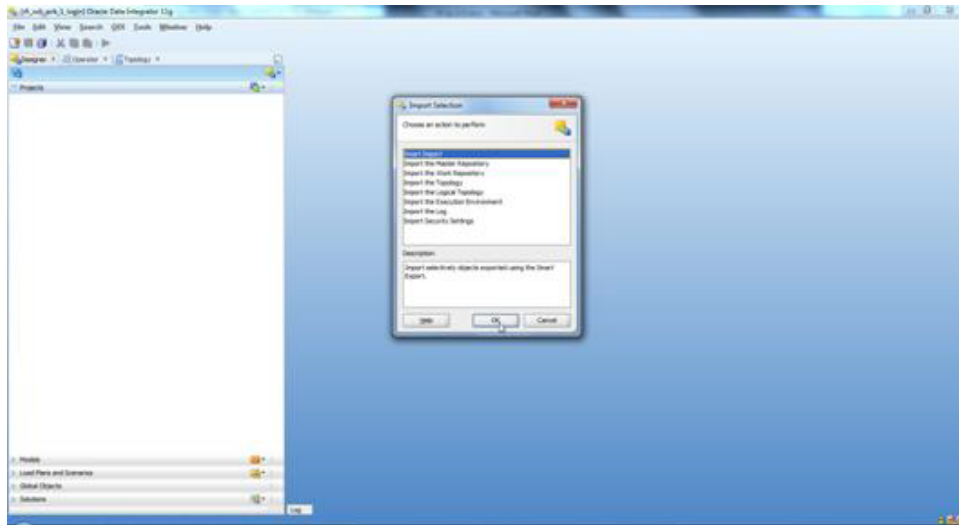 Oracle Data Integrator 11g
File Edit View Search ODI Tools Window Help
Designer Operator Topology
Projects
Import Selection
Choose an action to perform
Smart Import
Import the Master Repository
Import the Work Repository
Import the Topology
Import the Logical Topology
Import the Execution Environment
Import the Log
Import Security Settings
Description
Import selectively objects exported using the Smart
Export.
Help OK Cancel
Models
Load Plans and Scenarios
Global Objects
Solutions
Log